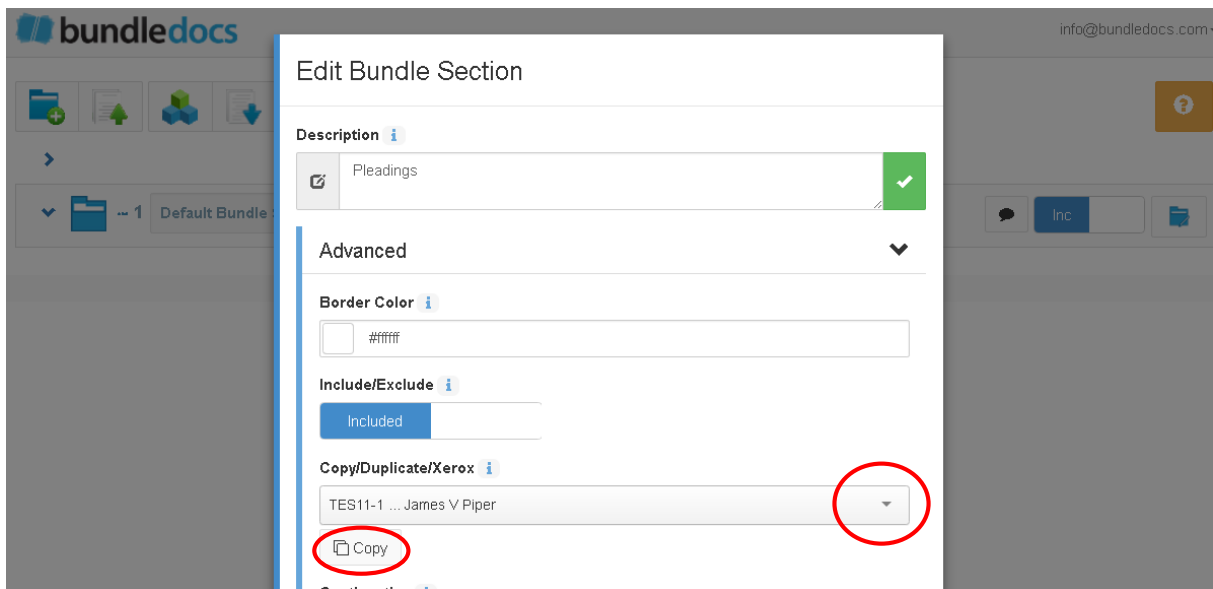 bundledocs
info@bundledocs.com
Edit Bundle Section
Description i
Pleadings
1 Default Bundle
Inc
Advanced
Border Color i
#ffffff
Include/Exclude i
Included
Copy/Duplicate/Xerox i
TES11-1 ... James V Piper
Copy